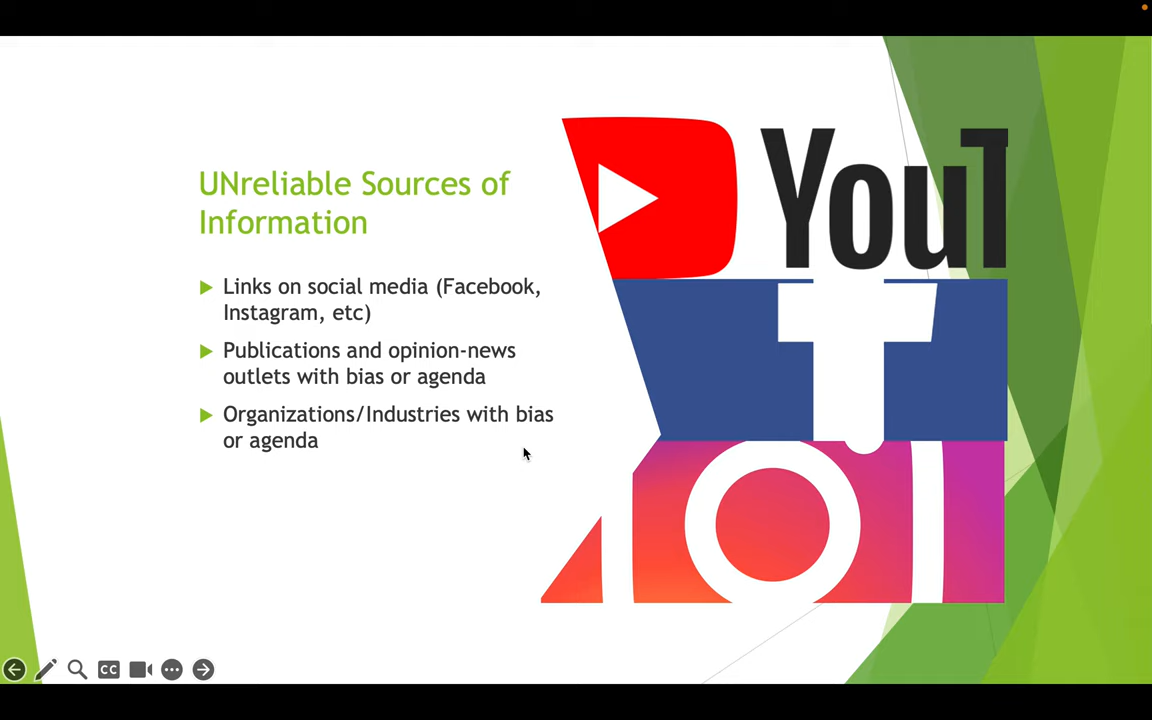 UNreliable Sources of
Information
Links on social media (Facebook,
Instagram, etc)
Publications and opinion-news
outlets with bias or agenda
Organizations/Industries with bias
or agenda
YouT
f
CC